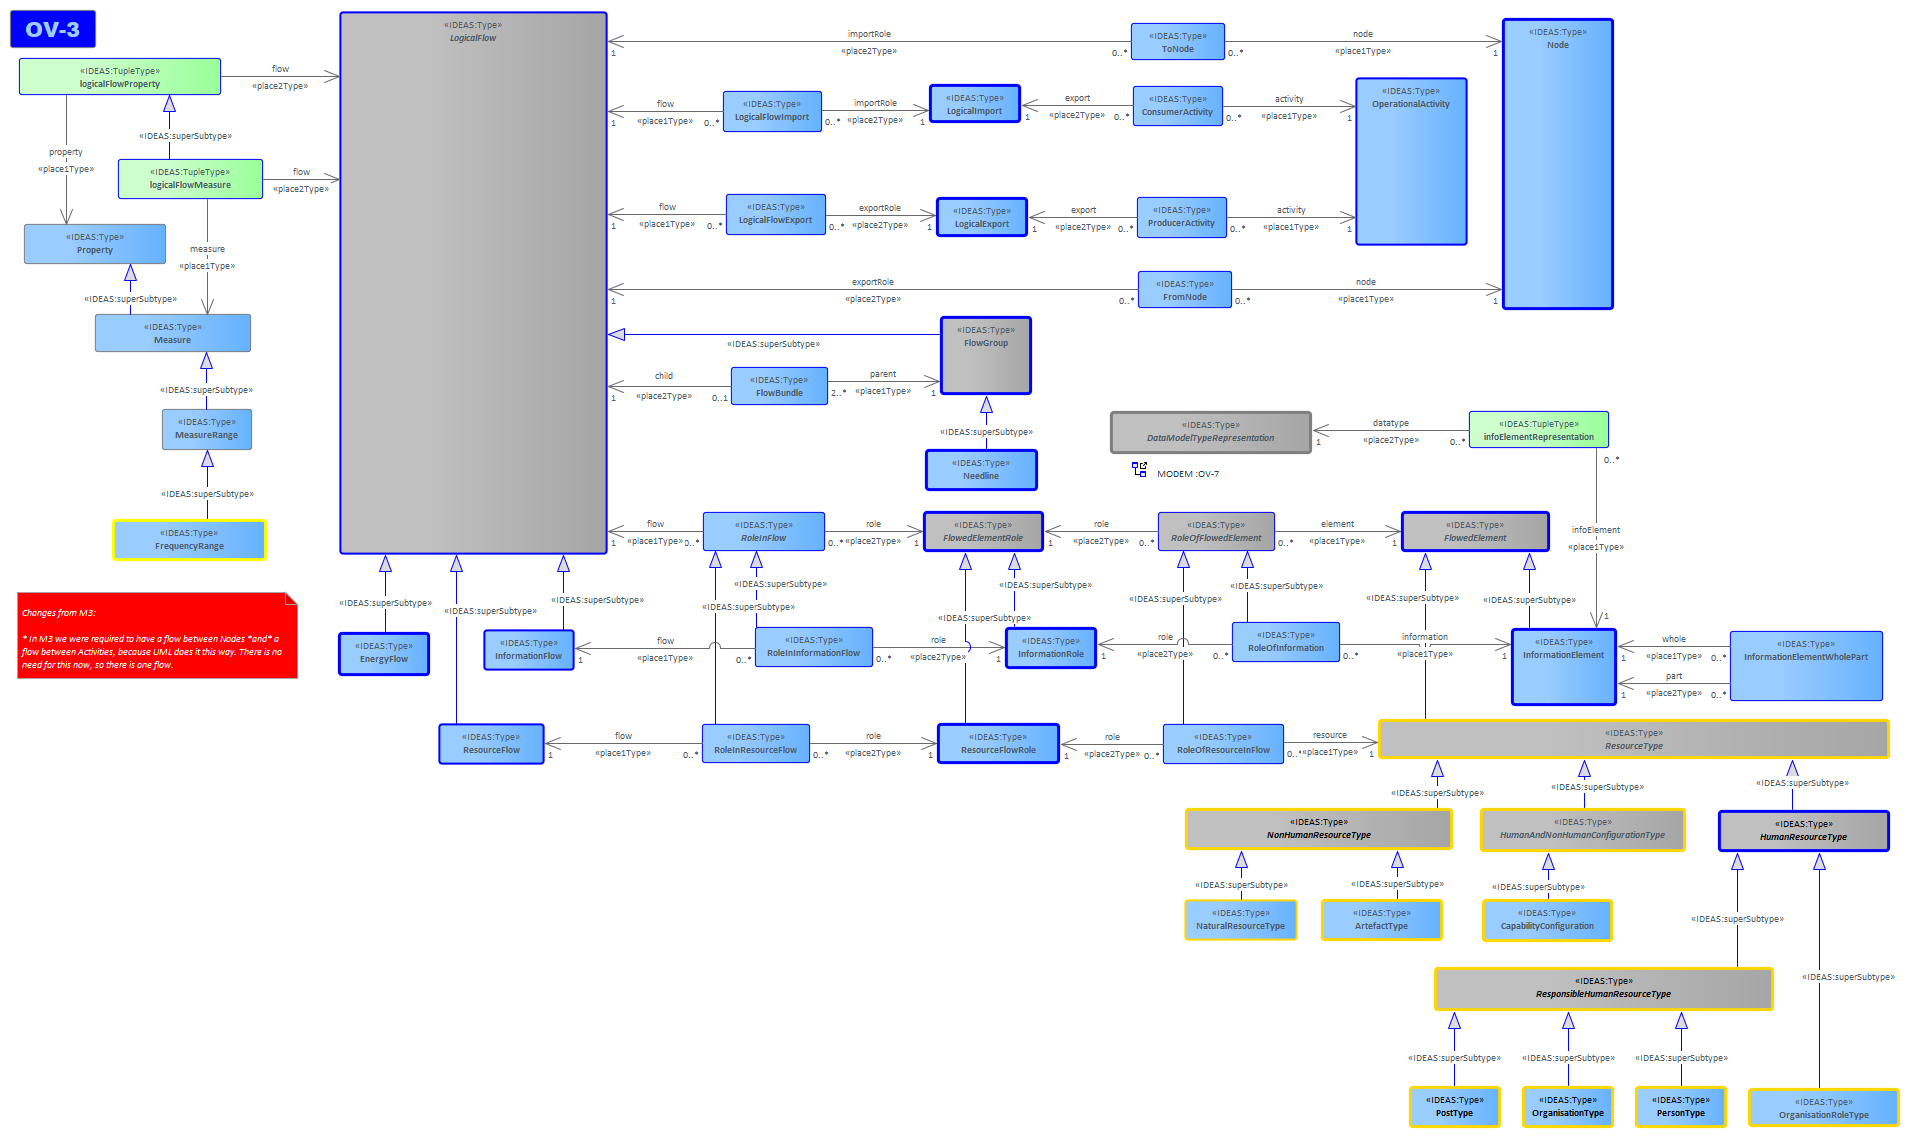 OV-3
«IDEAS:Type»
LogicalFlow
importRole
«place2Type»
1
0..*
«IDEAS:Type»
ToNode
0..*
node
«place1Type»
1
«IDEAS:Type»
Node
«IDEAS:TupleType»
logicalFlowProperty
flow
«place2Type»
«IDEAS:superSubtype»
property
«place1Type»
«IDEAS:TupleType»
logicalFlowMeasure
flow
«place2Type»
measure
«place1Type»
«IDEAS:Type»
Property
«IDEAS:superSubtype»
«IDEAS:Type»
Measure
«IDEAS:superSubtype»
«IDEAS:Type»
MeasureRange
«IDEAS:superSubtype»
«IDEAS:Type»
FrequencyRange
Changes from M3:
* In M3 we were required to have a flow between Nodes *and* a
flow between Activities, because UML does it this way. There is no
need for this now, so there is one flow.
flow
«place1Type»
1
0..*
«IDEAS:Type»
LogicalFlowImport
importRole
«place2Type»
0..*
1
«IDEAS:Type»
LogicalImport
export
«place2Type»
1
0..*
«IDEAS:Type»
ConsumerActivity
activity
«place1Type»
0..*
1
«IDEAS:Type»
OperationalActivity
flow
«place1Type»
1
0..*
«IDEAS:Type»
LogicalFlowExport
exportRole
«place2Type»
0..*
1
«IDEAS:Type»
LogicalExport
export
«place2Type»
1
0..*
«IDEAS:Type»
ProducerActivity
activity
«place1Type»
0..*
1
exportRole
«place2Type»
1
0..*
«IDEAS:Type»
FromNode
node
«place1Type»
0..*
1
«IDEAS:superSubtype»
«IDEAS:Type»
FlowGroup
child
«place2Type»
1
0..1
«IDEAS:Type»
FlowBundle
parent
«place1Type»
2..*
1
«IDEAS:superSubtype»
«IDEAS:Type»
Needline
«IDEAS:Type»
DataModelTypeRepresentation
MODEM :OV-7
datatype
«place2Type»
1
0..*
«IDEAS:TupleType»
infoElementRepresentation
0..*
infoElement
«place1Type»
1
flow
«place1Type»
1
0..*
«IDEAS:Type»
RoleInFlow
role
«place2Type»
0..*
1
«IDEAS:Type»
FlowedElementRole
role
«place2Type»
1
0..*
«IDEAS:Type»
RoleOfFlowedElement
element
«place1Type»
0..*
1
«IDEAS:Type»
FlowedElement
«IDEAS:superSubtype»
«IDEAS:superSubtype»
«IDEAS:superSubtype»
«IDEAS:superSubtype»
«IDEAS:superSubtype»
«IDEAS:superSubtype»
«IDEAS:superSubtype»
«IDEAS:superSubtype»
«IDEAS:superSubtype»
«IDEAS:superSubtype»
«IDEAS:superSubtype»
«IDEAS:Type»
EnergyFlow
«IDEAS:Type»
InformationFlow
flow
«place1Type»
1
0..*
«IDEAS:Type»
RoleInInformationFlow
role
«place2Type»
0..*
1
«IDEAS:Type»
InformationRole
role
«place2Type»
1
0..*
«IDEAS:Type»
RoleOfInformation
information
«place1Type»
0..*
1
«IDEAS:Type»
InformationElement
whole
«place1Type»
1
0..*
part
«place2Type»
1
0..*
«IDEAS:Type»
InformationElementWholePart
«IDEAS:Type»
ResourceFlow
flow
«place1Type»
1
0..*
«IDEAS:Type»
RoleInResourceFlow
role
«place2Type»
0..*
1
«IDEAS:Type»
ResourceFlowRole
role
«place2Type»
1
0..*
«IDEAS:Type»
RoleOfResourceInFlow
resource
«place1Type»
0..*
1
«IDEAS:Type»
ResourceType
«IDEAS:superSubtype»
«IDEAS:superSubtype»
«IDEAS:superSubtype»
«IDEAS:Type»
NonHumanResourceType
«IDEAS:Type»
HumanAndNonHumanConfigurationType
«IDEAS:Type»
HumanResourceType
«IDEAS:superSubtype»
«IDEAS:superSubtype»
«IDEAS:superSubtype»
«IDEAS:superSubtype»
«IDEAS:Type»
NaturalResourceType
«IDEAS:Type»
ArtefactType
«IDEAS:Type»
CapabilityConfiguration
«IDEAS:superSubtype»
«IDEAS:Type»
ResponsibleHumanResourceType
«IDEAS:superSubtype»
«IDEAS:superSubtype»
«IDEAS:superSubtype»
«IDEAS:Type»
PostType
«IDEAS:Type»
OrganisationType
«IDEAS:Type»
PersonType
«IDEAS:Type»
OrganisationRoleType